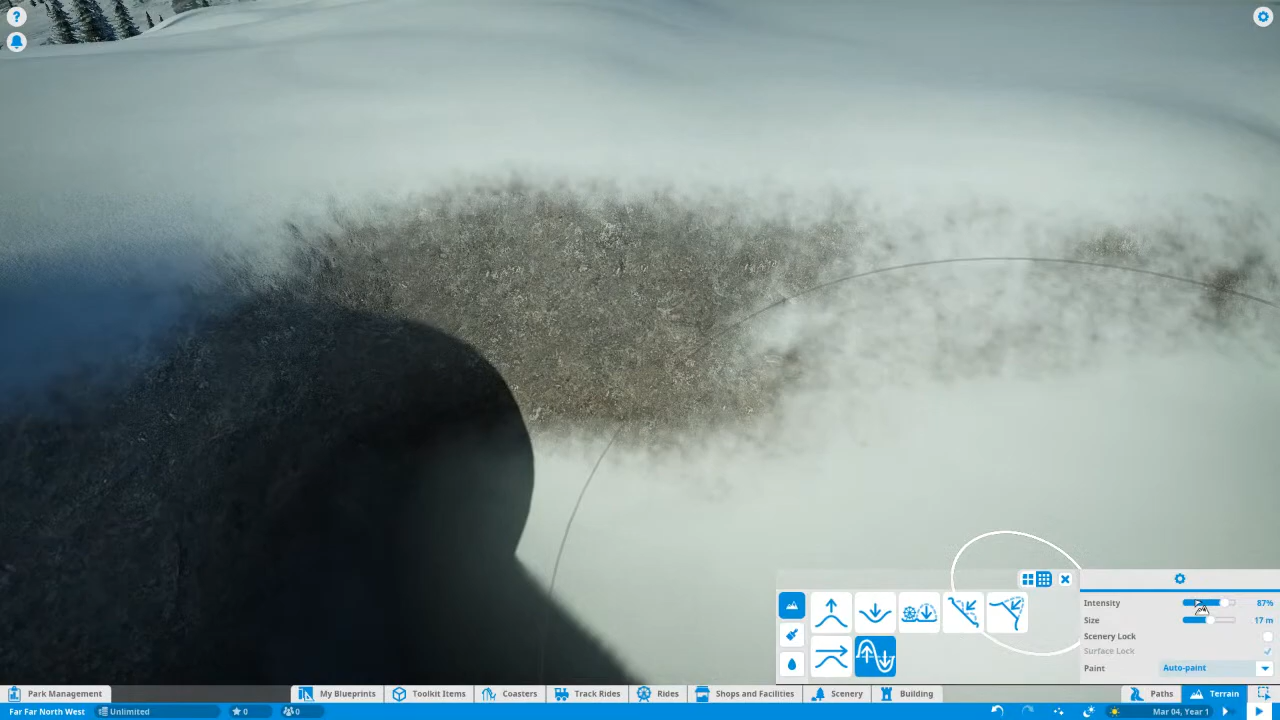 ?
Intensity 87%
Size 17 m
Scenery Lock
Surface Lock
Paint Auto-paint
Park Management My Blueprints Toolkit Items Coasters Track Rides Rides Shops and Facilities Scenery Building Paths Terrain
Far Far North West Unlimited 0 0 Mar 04, Year 1